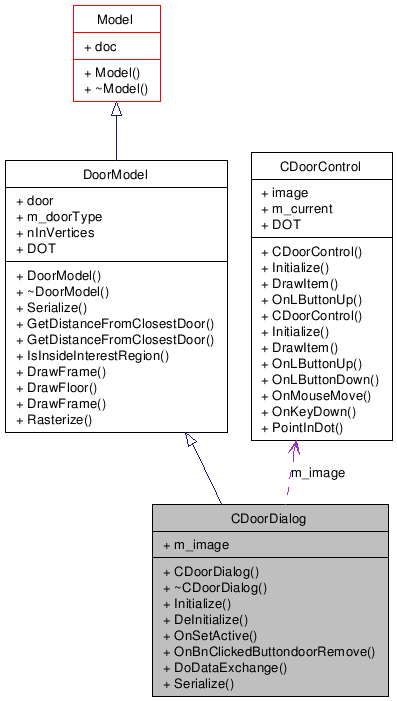 Model
+ doc
+ Model()
+ ~Model()
DoorModel
+ door
+ m_doorType
+ nInVertices
+ DOT
+ DoorModel()
+ ~DoorModel()
+ Serialize()
+ GetDistanceFromClosestDoor()
+ GetDistanceFromClosestDoor()
+ IsInsideInterestRegion()
+ DrawFrame()
+ DrawFloor()
+ DrawFrame()
+ Rasterize()
CDoorControl
+ image
+ m_current
+ DOT
+ CDoorControl()
+ Initialize()
+ DrawItem()
+ OnLButtonUp()
+ CDoorControl()
+ Initialize()
+ DrawItem()
+ OnLButtonUp()
+ OnLButtonDown()
+ OnMouseMove()
+ OnKeyDown()
+ PointInDot()
m_image
CDoorDialog
+ m_image
+ CDoorDialog()
+ ~CDoorDialog()
+ Initialize()
+ DeInitialize()
+ OnSetActive()
+ OnBnClickedButtondoorRemove()
+ DoDataExchange()
+ Serialize()